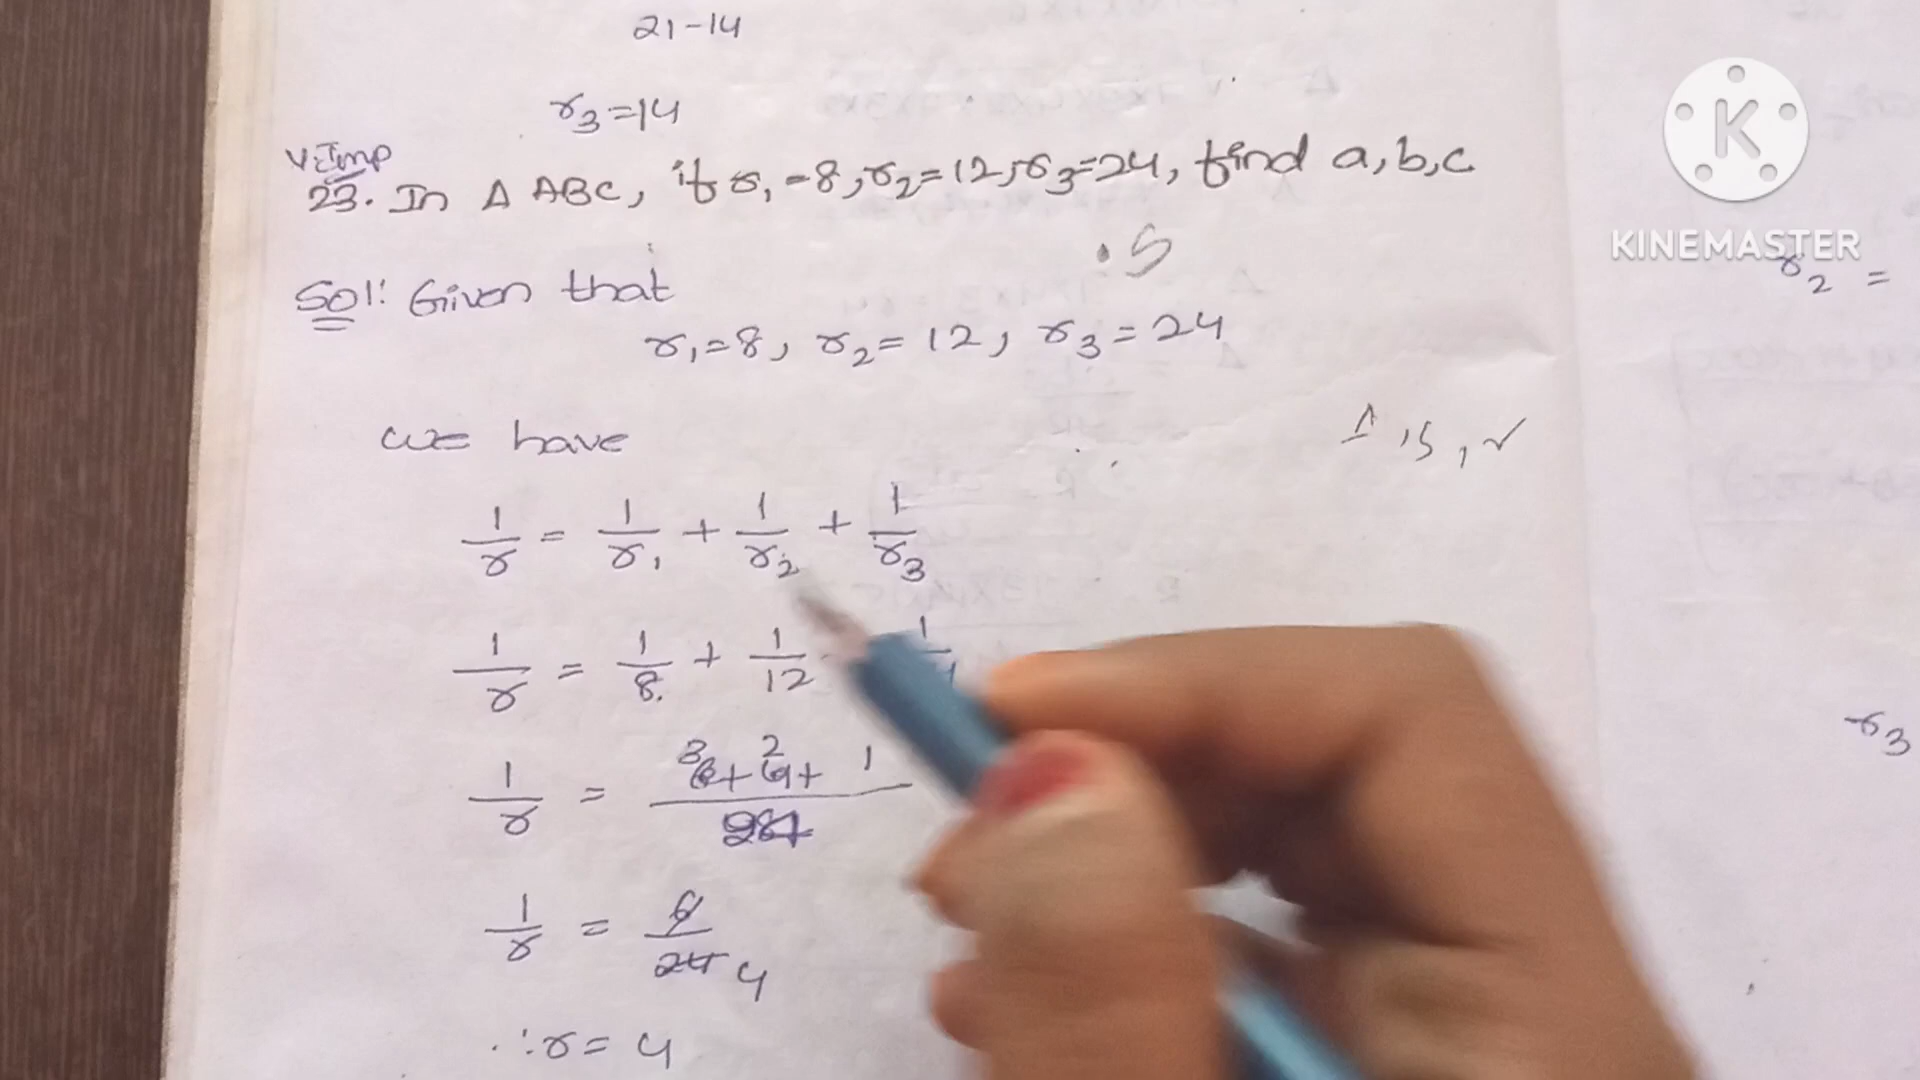 21-14
r₃=14
V.Imp
23. In Δ ABC, if r₁=8, r₂=12, r₃=24, find a, b, c
. S
Sol: Given that
r₁=8, r₂=12, r₃=24
We have
Δ, s, r
1/r = 1/r₁ + 1/r₂ + 1/r₃
1/r = 1/8 + 1/12
1/r = 3+2+1/24
1/r = 6/24 4
∴ r = 4
K
KINEMASTER
r₂ =
r₃